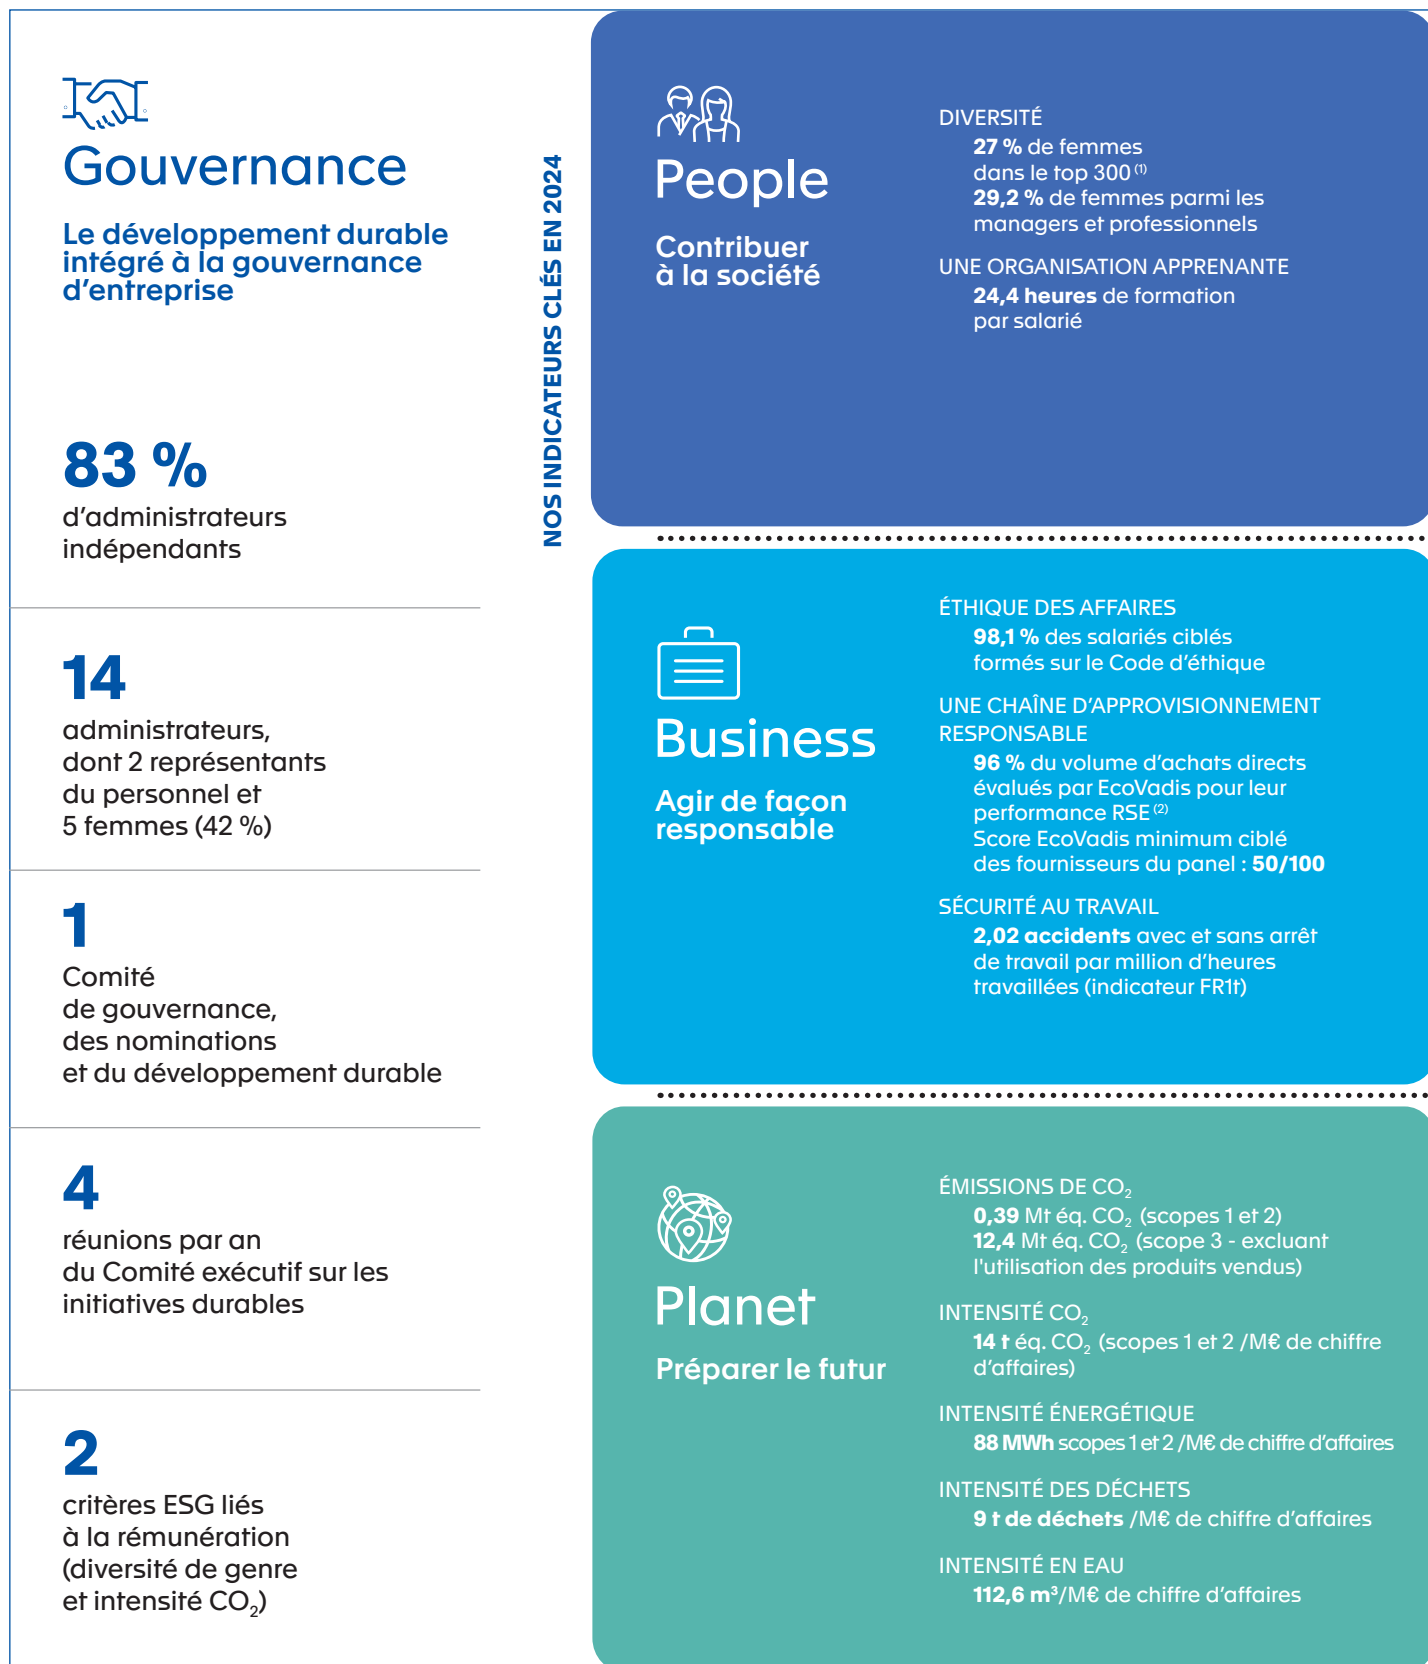 Gouvernance
Le développement durable
intégré à la gouvernance
d'entreprise
83 %
d'administrateurs
indépendants
14
administrateurs,
dont 2 représentants
du personnel et
5 femmes (42 %)
1
Comité
de gouvernance,
des nominations
et du développement durable
4
réunions par an
du Comité exécutif sur les
initiatives durables
2
critères ESG liés
à la rémunération
(diversité de genre
et intensité CO₂)
NOS INDICATEURS CLÉS EN 2024
People
Contribuer
à la société
DIVERSITÉ
27 % de femmes
dans le top 300 (1)
29,2 % de femmes parmi les
managers et professionnels
UNE ORGANISATION APPRENANTE
24,4 heures de formation
par salarié
Business
Agir de façon
responsable
ÉTHIQUE DES AFFAIRES
98,1 % des salariés ciblés
formés sur le Code d'éthique
UNE CHAÎNE D'APPROVISIONNEMENT
RESPONSABLE
96 % du volume d'achats directs
évalués par EcoVadis pour leur
performance RSE (2)
Score EcoVadis minimum ciblé
des fournisseurs du panel : 50/100
SÉCURITÉ AU TRAVAIL
2,02 accidents avec et sans arrêt
de travail par million d'heures
travaillées (indicateur FR1t)
Planet
Préparer le futur
ÉMISSIONS DE CO₂
0,39 Mt éq. CO₂ (scopes 1 et 2)
12,4 Mt éq. CO₂ (scope 3 - excluant
l'utilisation des produits vendus)
INTENSITÉ CO₂
14 t éq. CO₂ (scopes 1 et 2 /M€ de chiffre
d'affaires)
INTENSITÉ ÉNERGÉTIQUE
88 MWh scopes 1 et 2 /M€ de chiffre d'affaires
INTENSITÉ DES DÉCHETS
9 t de déchets /M€ de chiffre d'affaires
INTENSITÉ EN EAU
112,6 m³/M€ de chiffre d'affaires